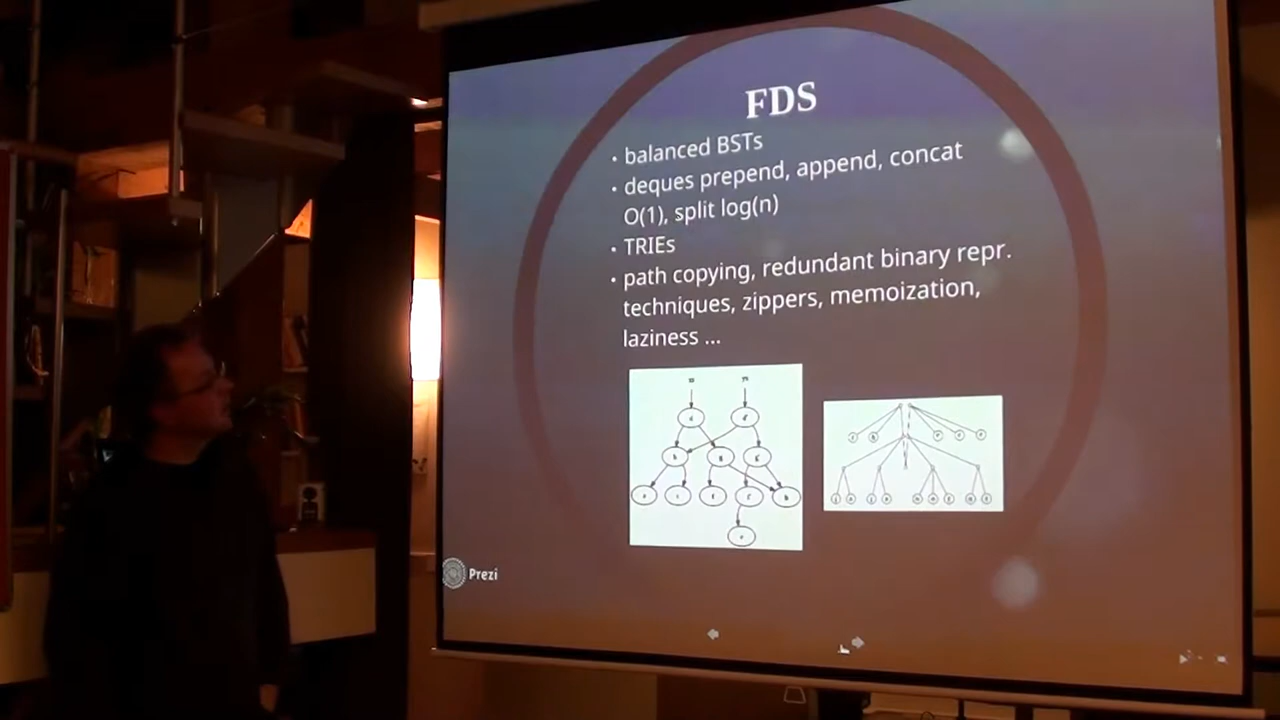 FDS
• balanced BSTs
• deques prepend, append, concat
O(1), split log(n)
• TRIEs
• path copying, redundant binary repr.
techniques, zippers, memoization,
laziness ...
Prezi